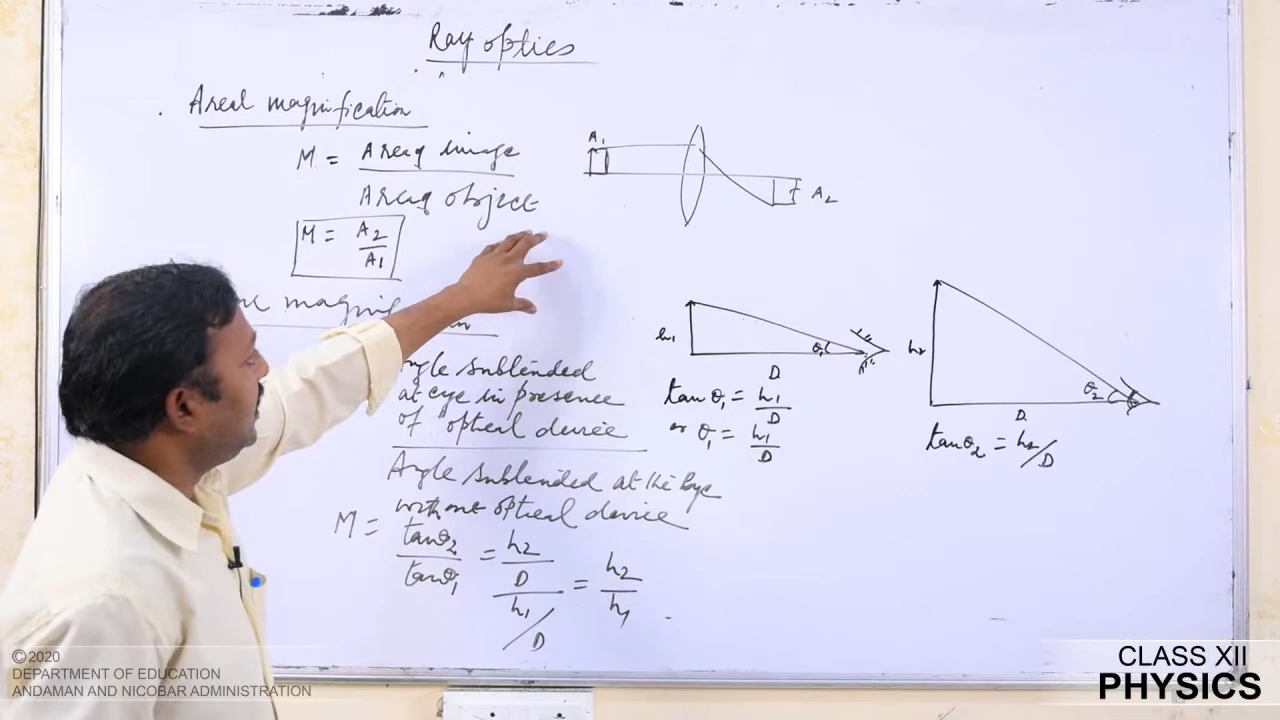 Ray optics
Areal magnification
M = Area of image
Area of object
M = A2
A1
A1
A2
Angle subtended
at eye in presence
of optical device
Angle subtended at the eye
without optical device
M =
tanθ2
tanθ1
= h2
D
h1
/D
= h2
h1
h1
θ1
D
tan θ1 = h1
D
or θ1 = h1
D
h2
θ2
D
tanθ2 = h2/D
©2020
DEPARTMENT OF EDUCATION
ANDAMAN AND NICOBAR ADMINISTRATION
CLASS XII
PHYSICS